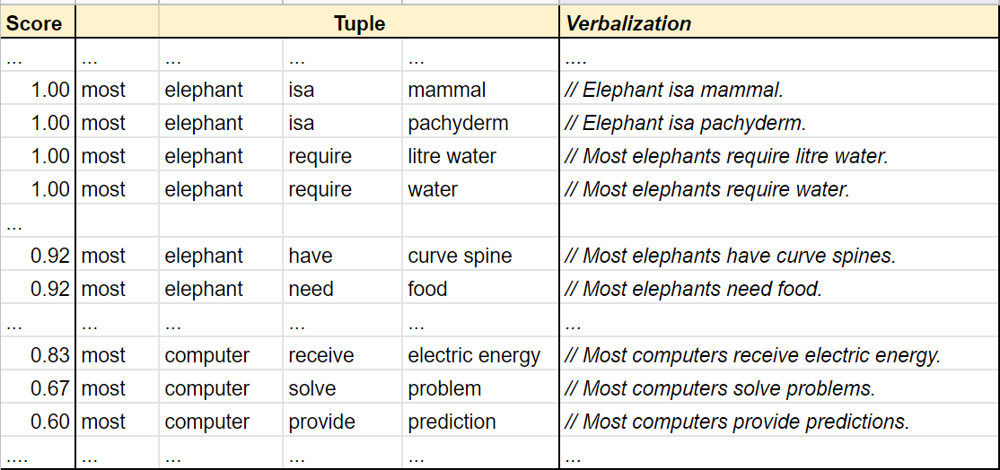 Score Tuple Verbalization
... ... ... ... ... ....
1.00 most elephant isa mammal // Elephant isa mammal.
1.00 most elephant isa pachyderm // Elephant isa pachyderm.
1.00 most elephant require litre water // Most elephants require litre water.
1.00 most elephant require water // Most elephants require water.
...
0.92 most elephant have curve spine // Most elephants have curve spines.
0.92 most elephant need food // Most elephants need food.
... ... ... ... ... ...
0.83 most computer receive electric energy // Most computers receive electric energy.
0.67 most computer solve problem // Most computers solve problems.
0.60 most computer provide prediction // Most computers provide predictions.
.... ... ... ... ... ...